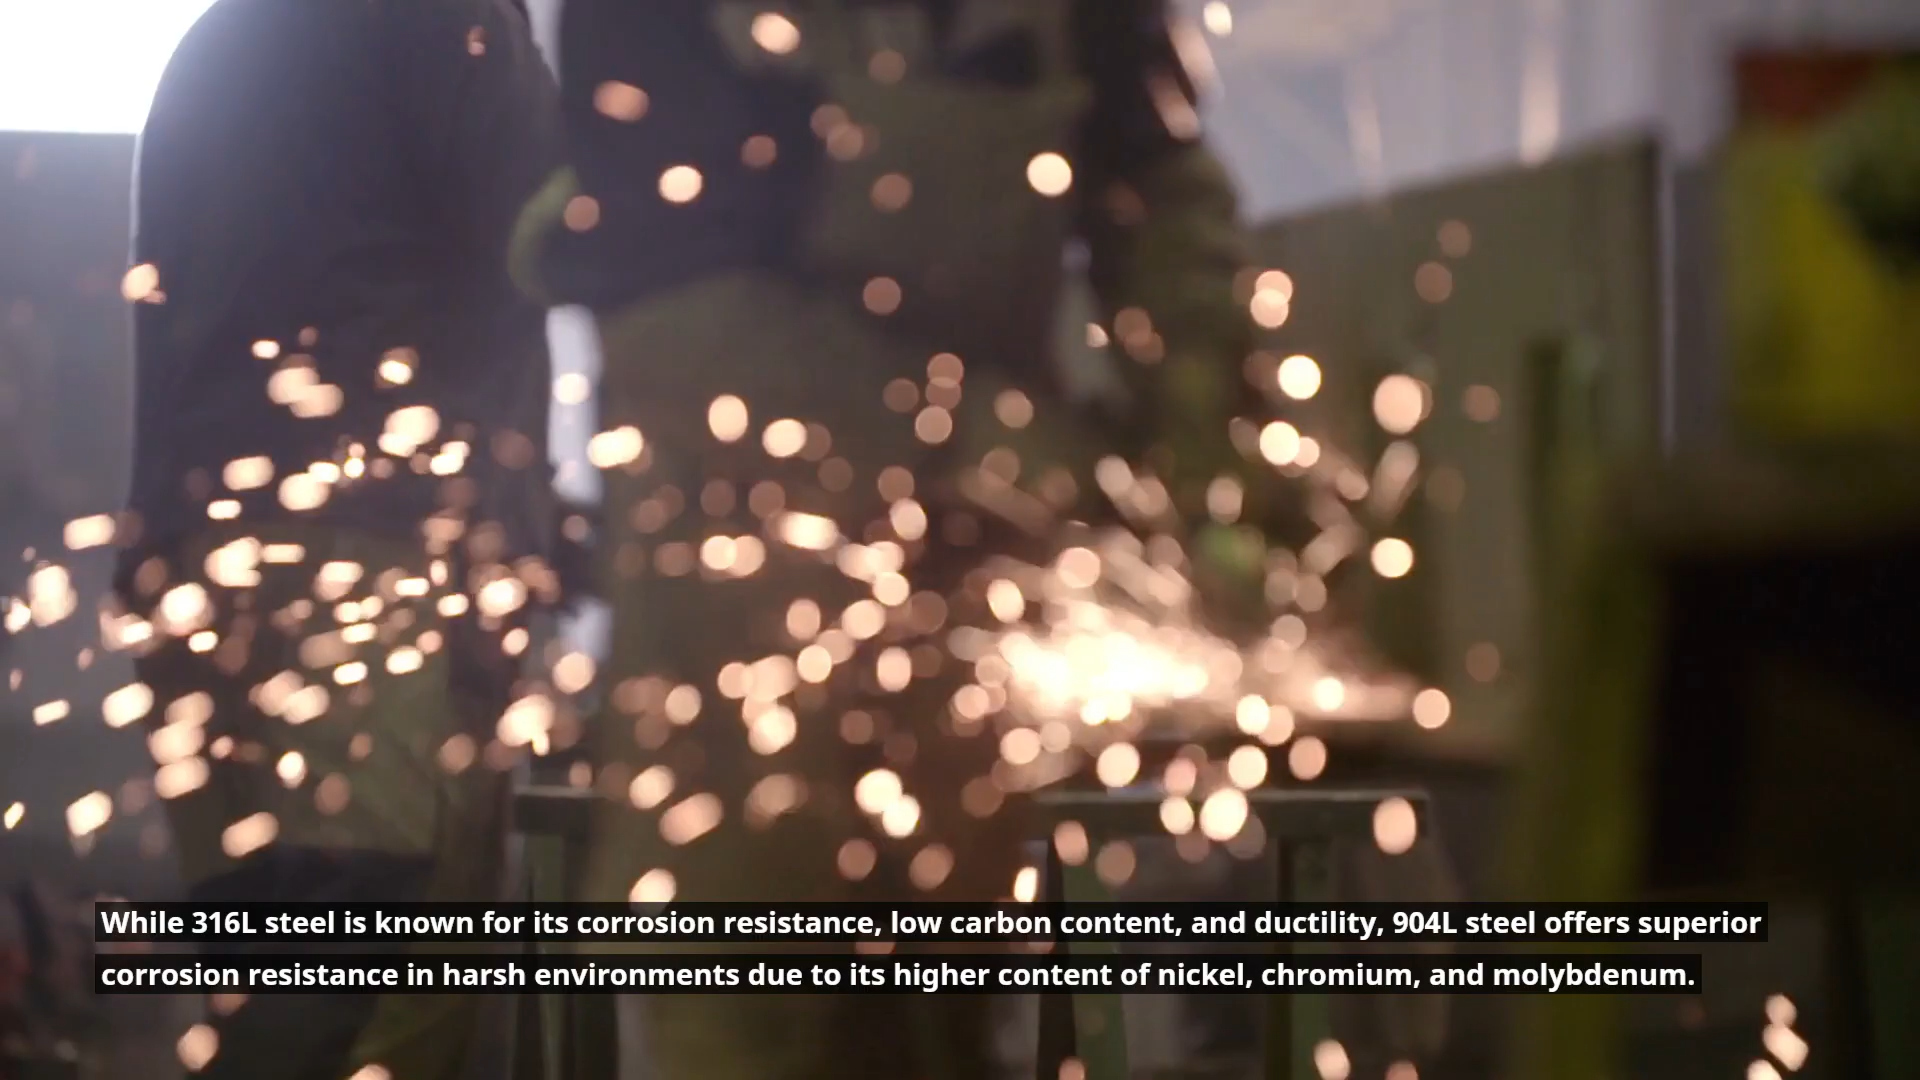 While 316L steel is known for its corrosion resistance, low carbon content, and ductility, 904L steel offers superior
corrosion resistance in harsh environments due to its higher content of nickel, chromium, and molybdenum.